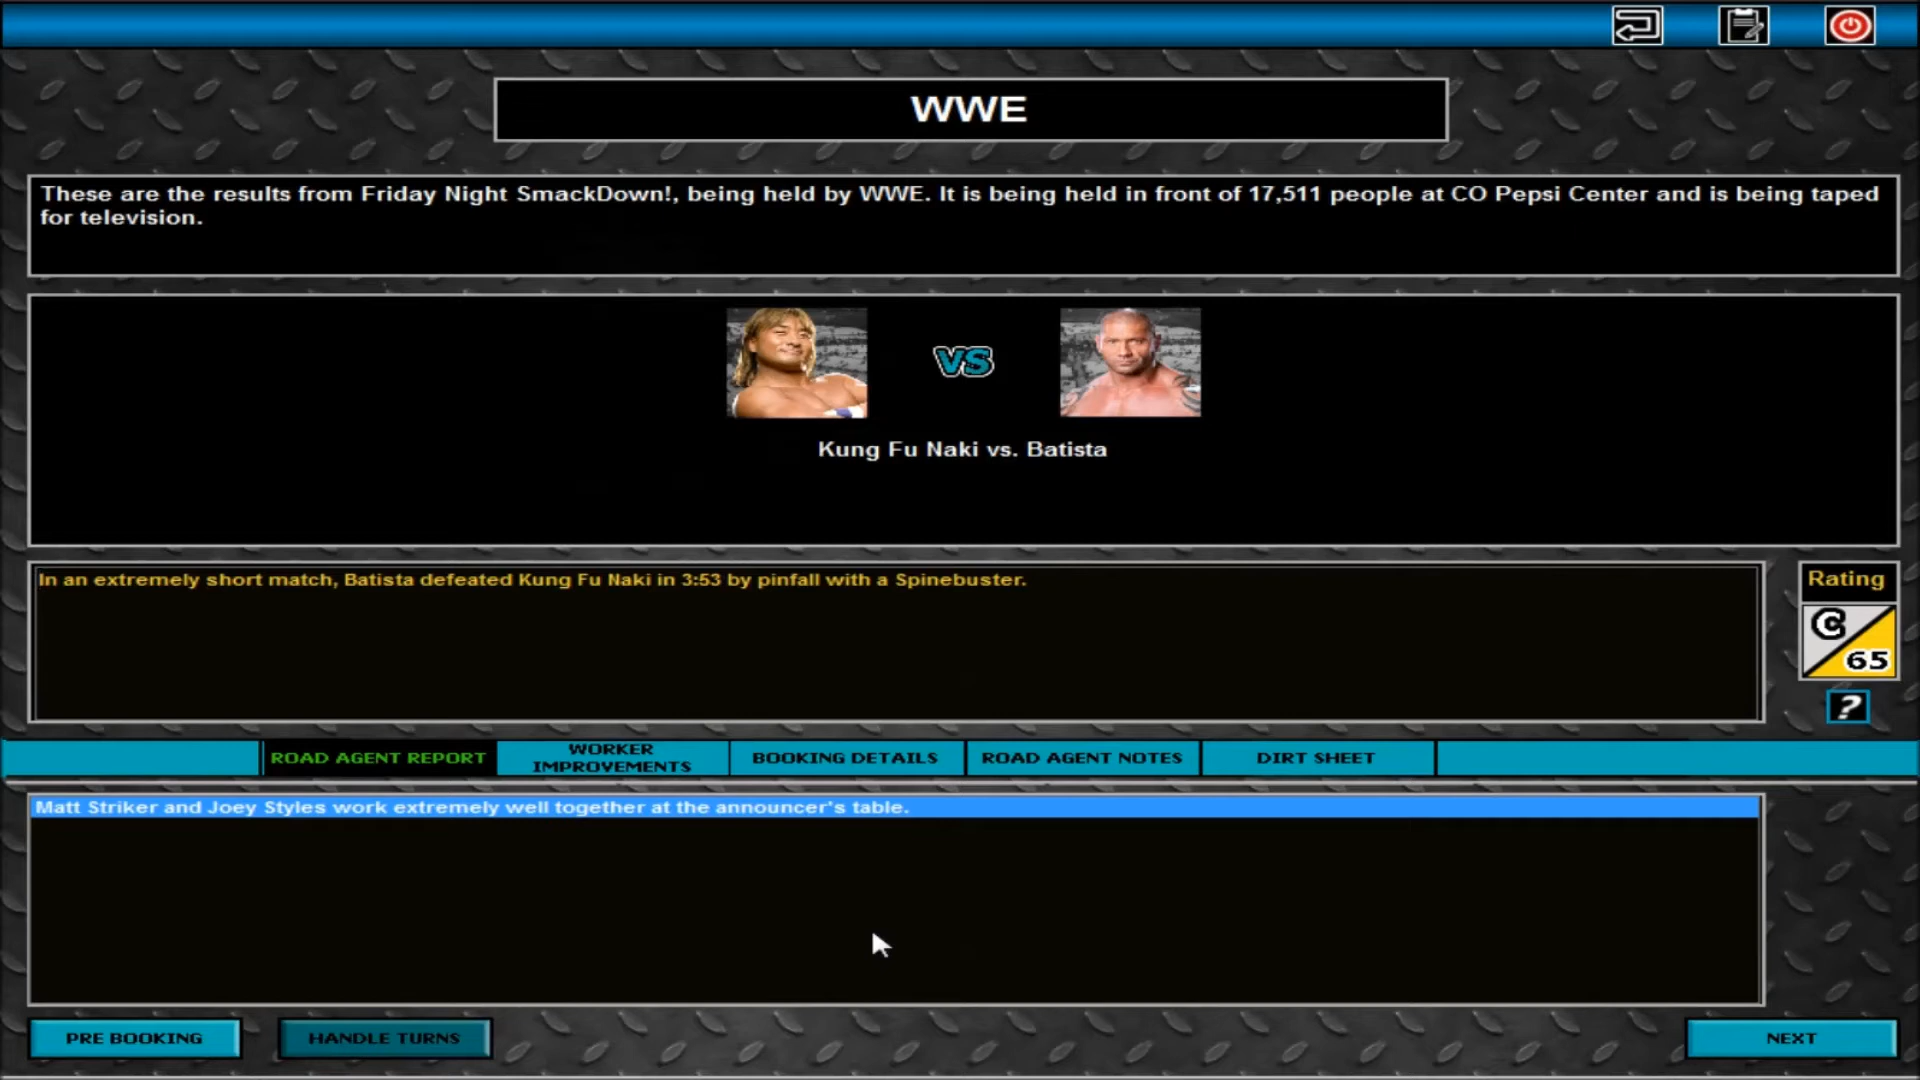 WWE
These are the results from Friday Night SmackDown!, being held by WWE. It is being held in front of 17,511 people at CO Pepsi Center and is being taped
for television.
VS
Kung Fu Naki vs. Batista
In an extremely short match, Batista defeated Kung Fu Naki in 3:53 by pinfall with a Spinebuster.
Rating
C
65
?
ROAD AGENT REPORT
WORKER
IMPROVEMENTS
BOOKING DETAILS
ROAD AGENT NOTES
DIRT SHEET
Matt Striker and Joey Styles work extremely well together at the announcer's table.
PRE BOOKING
HANDLE TURNS
NEXT